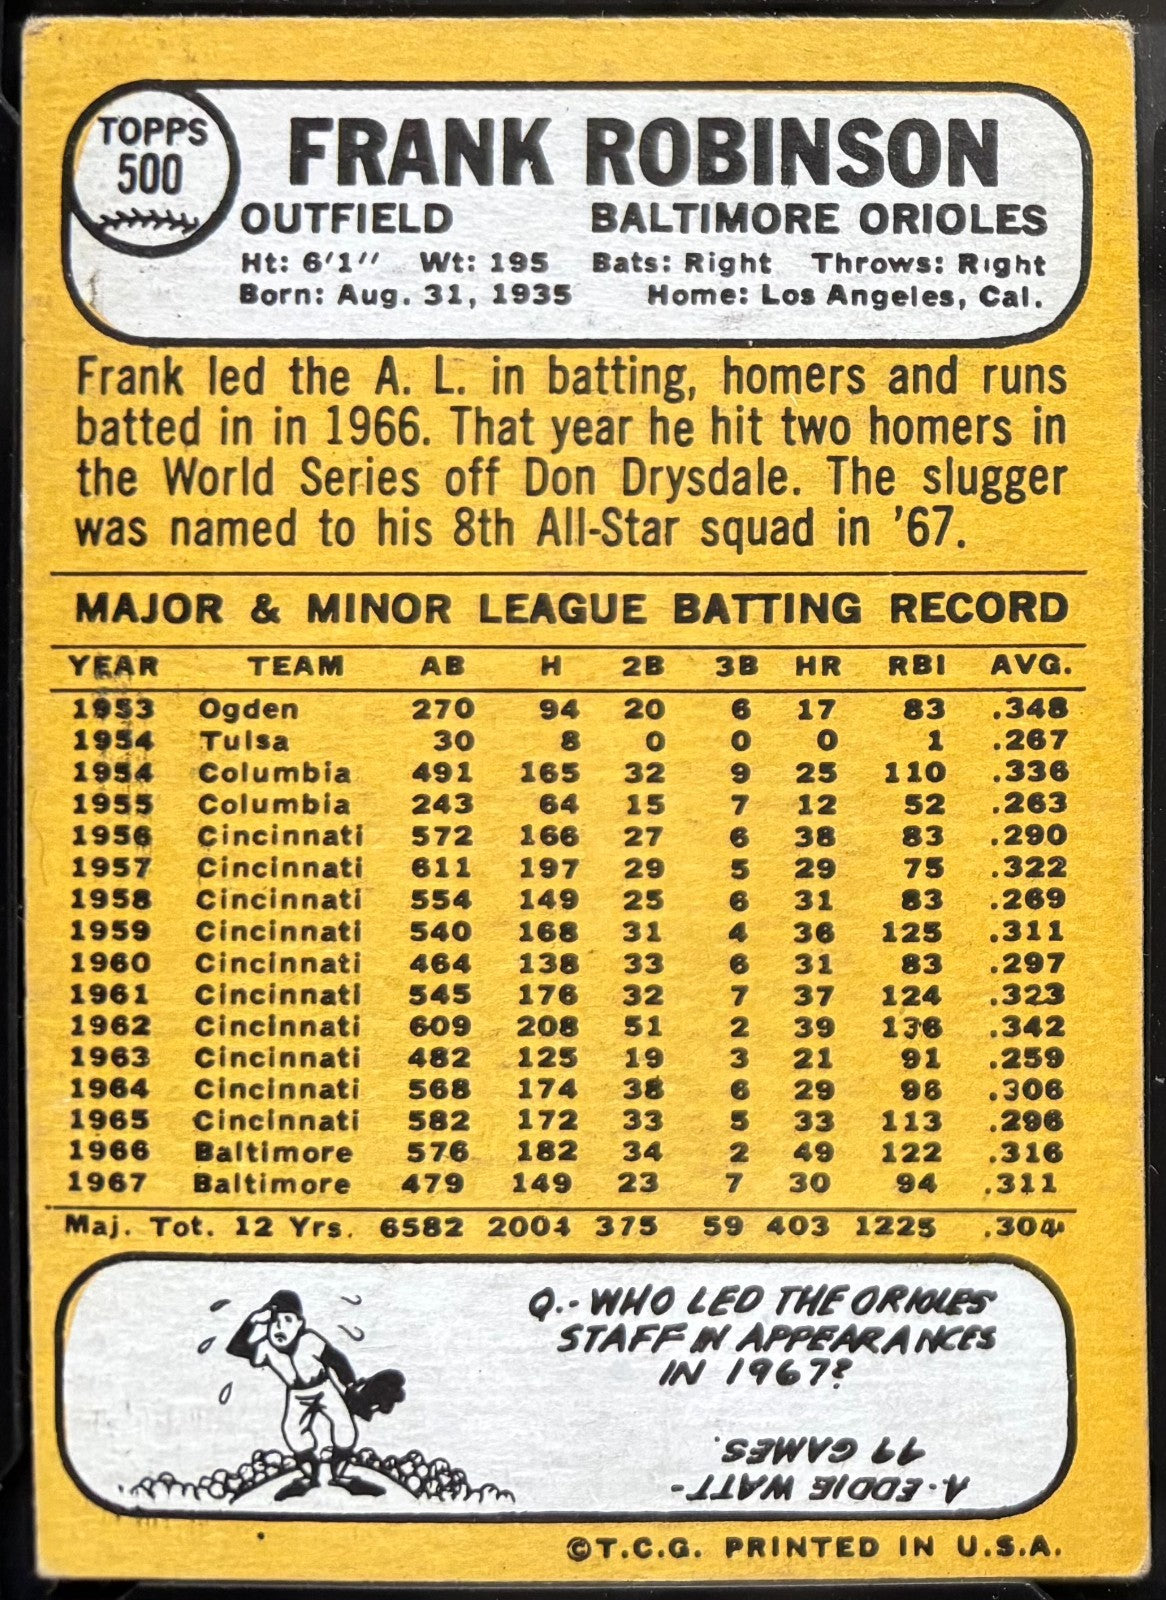 TOPPS
500
FRANK ROBINSON
OUTFIELD BALTIMORE ORIOLES
Ht: 6'1" Wt: 195 Bats: Right Throws: Right
Born: Aug. 31, 1935 Home: Los Angeles, Cal.
Frank led the A. L. in batting, homers and runs
batted in in 1966. That year he hit two homers in
the World Series off Don Drysdale. The slugger
was named to his 8th All-Star squad in '67.
MAJOR & MINOR LEAGUE BATTING RECORD
YEAR TEAM AB H 2B 3B HR RBI AVG.
1953 Ogden 270 94 20 6 17 83 .348
1954 Tulsa 30 8 0 0 0 1 .267
1954 Columbia 491 165 32 9 25 110 .336
1955 Columbia 243 64 15 7 12 52 .263
1956 Cincinnati 572 166 27 6 38 83 .290
1957 Cincinnati 611 197 29 5 29 75 .322
1958 Cincinnati 554 149 25 6 31 83 .269
1959 Cincinnati 540 168 31 4 36 125 .311
1960 Cincinnati 464 138 33 6 31 83 .297
1961 Cincinnati 545 176 32 7 37 124 .323
1962 Cincinnati 609 208 51 2 39 136 .342
1963 Cincinnati 482 125 19 3 21 91 .259
1964 Cincinnati 568 174 38 6 29 96 .306
1965 Cincinnati 582 172 33 5 33 113 .296
1966 Baltimore 576 182 34 2 49 122 .316
1967 Baltimore 479 149 23 7 30 94 .311
Maj. Tot. 12 Yrs. 6582 2004 375 59 403 1225 .304
Q.- WHO LED THE ORIOLES
STAFF IN APPEARANCES
IN 1967?
A- EDDIE WATT-
77 GAMES.
©T.C.G. PRINTED IN U.S.A.